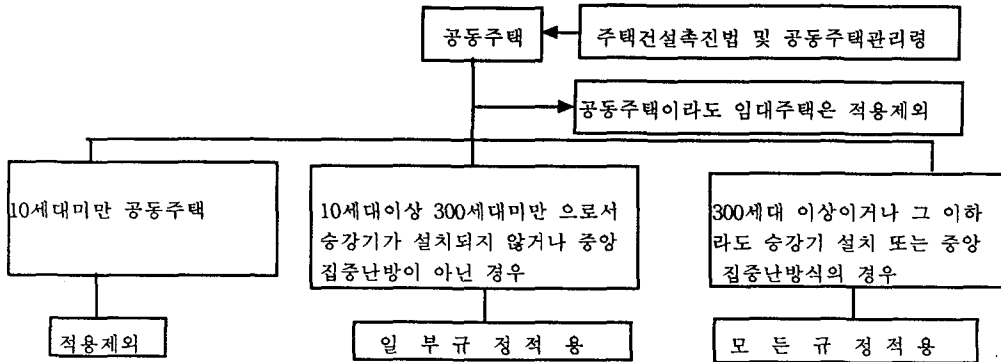 공동주택
주택건설촉진법 및 공동주택관리령
공동주택이라도 임대주택은 적용제외
10세대미만 공동주택
10세대이상 300세대미만 으로서
승강기가 설치되지 않거나 중앙
집중난방이 아닌 경우
300세대 이상이거나 그 이하
라도 승강기 설치 또는 중앙
집중난방식의 경우
적용제외
일 부 규 정 적 용
모 든 규 정 적 용